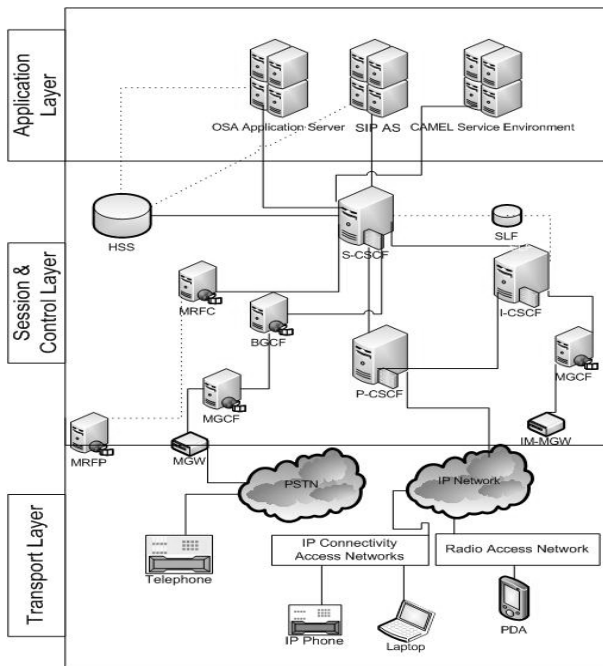 Application
Layer
OSA Application Server
SIP AS
CAMEL Service Environment
Session &
Control Layer
HSS
S-CSCF
SLF
MRFC
I-CSCF
BGCF
P-CSCF
MGCF
MGCF
MRFP
MGW
IM-MGW
Transport Layer
PSTN
IP Network
IP Connectivity
Access Networks
Radio Access Network
Telephone
IP Phone
Laptop
PDA